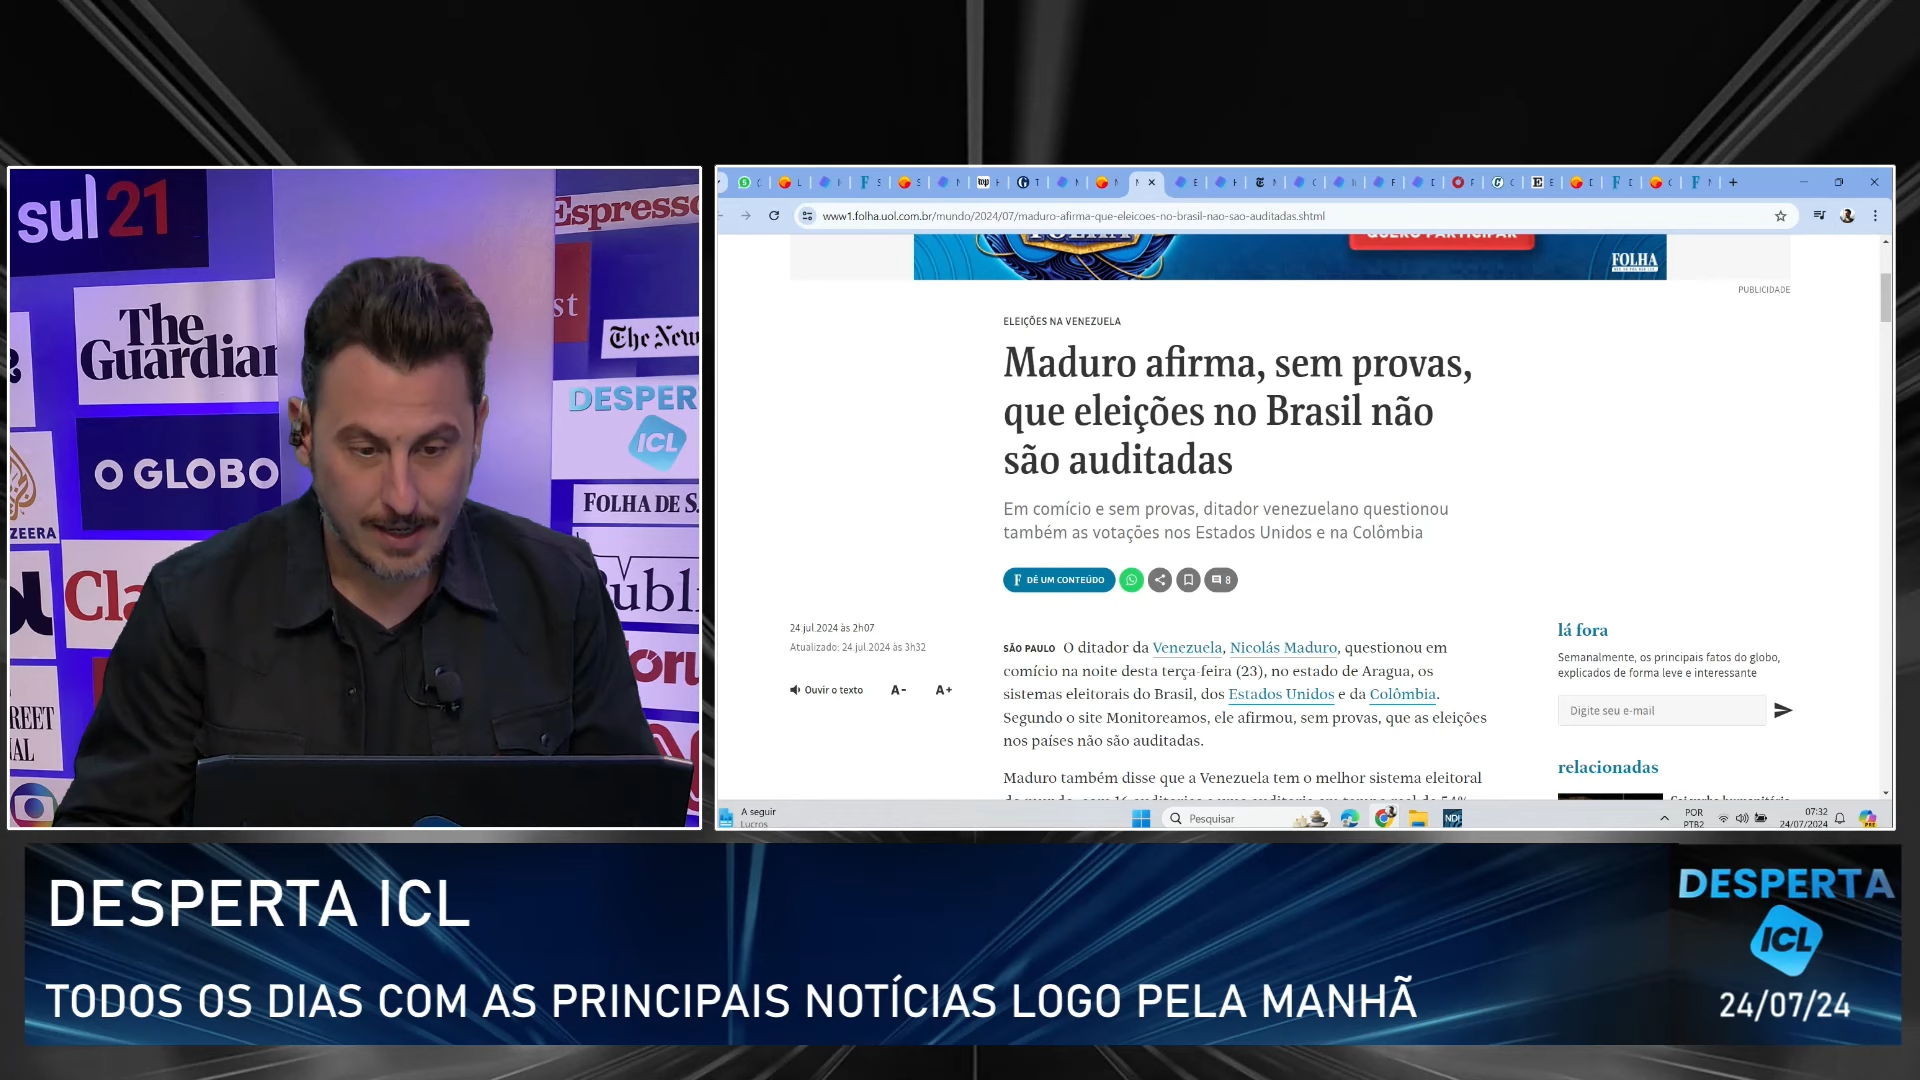 sul21
Espresso
The Guardian
The New
DESPER
ICL
O GLOBO
FOLHA DE S.
ZEERA
Cla
ubli
REET
AL
www1.folha.uol.com.br/mundo/2024/07/maduro-afirma-que-eleicoes-no-brasil-nao-sao-auditadas.shtml
QUERO PARTICIPAR
FOLHA
PUBLICIDADE
ELEIÇÕES NA VENEZUELA
Maduro afirma, sem provas,
que eleições no Brasil não
são auditadas
Em comício e sem provas, ditador venezuelano questionou
também as votações nos Estados Unidos e na Colômbia
F DÊ UM CONTEÚDO
8
24.jul.2024 às 2h07
Atualizado: 24.jul.2024 às 3h32
Ouvir o texto A- A+
SÃO PAULO O ditador da Venezuela, Nicolás Maduro, questionou em
comício na noite desta terça-feira (23), no estado de Aragua, os
sistemas eleitorais do Brasil, dos Estados Unidos e da Colômbia.
Segundo o site Monitoreamos, ele afirmou, sem provas, que as eleições
nos países não são auditadas.
Maduro também disse que a Venezuela tem o melhor sistema eleitoral
lá fora
Semanalmente, os principais fatos do globo,
explicados de forma leve e interessante
Digite seu e-mail
relacionadas
A seguir
Lucros
Pesquisar
POR
PTB2
07:32
24/07/2024
DESPERTA ICL
TODOS OS DIAS COM AS PRINCIPAIS NOTÍCIAS LOGO PELA MANHÃ
DESPERTA
ICL
24/07/24